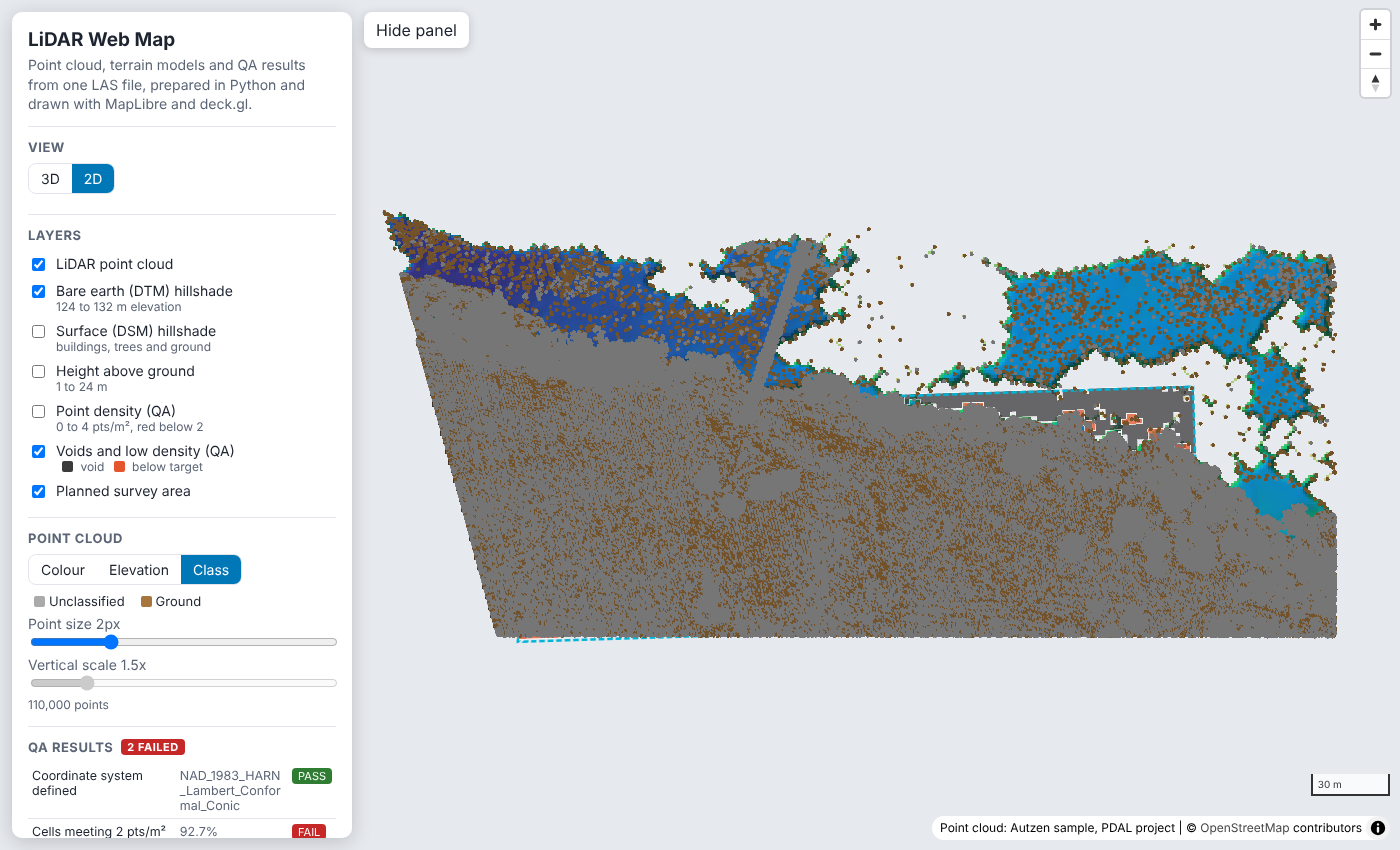 LiDAR Web Map
Point cloud, terrain models and QA results
from one LAS file, prepared in Python and
drawn with MapLibre and deck.gl.
Hide panel
VIEW
3D 2D
LAYERS
LiDAR point cloud
Bare earth (DTM) hillshade
124 to 132 m elevation
Surface (DSM) hillshade
buildings, trees and ground
Height above ground
1 to 24 m
Point density (QA)
0 to 4 pts/m², red below 2
Voids and low density (QA)
void below target
Planned survey area
POINT CLOUD
Colour Elevation Class
Unclassified Ground
Point size 2px
Vertical scale 1.5x
110,000 points
QA RESULTS 2 FAILED
Coordinate system
defined
NAD_1983_HARN
_Lambert_Confor
mal_Conic
PASS
Cells meeting 2 pts/m² 92.7% FAIL
30 m
Point cloud: Autzen sample, PDAL project | © OpenStreetMap contributors